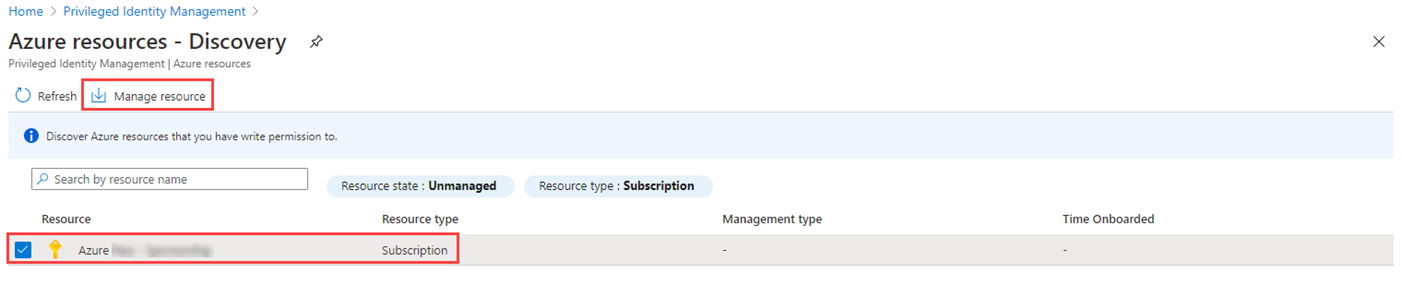 Home > Privileged Identity Management >
Azure resources - Discovery
Privileged Identity Management | Azure resources
Refresh Manage resource
Discover Azure resources that you have write permission to.
Search by resource name Resource state : Unmanaged Resource type : Subscription
Resource Resource type Management type Time Onboarded
Azure Subscription - -